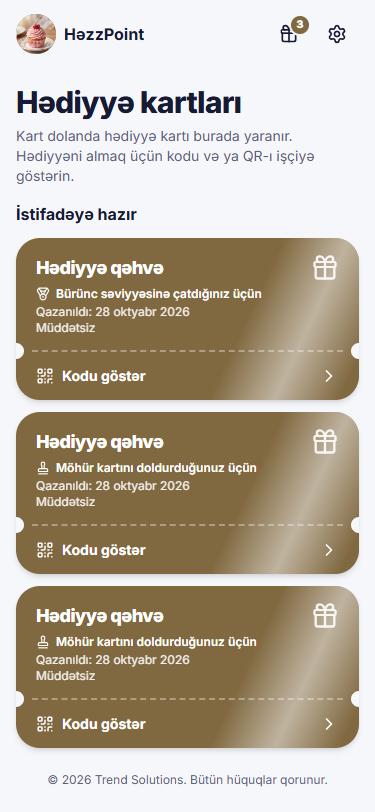 HəzzPoint
3
Hədiyyə kartları
Kart dolanda hədiyyə kartı burada yaranır.
Hədiyyəni almaq üçün kodu və ya QR-ı işçiyə
göstərin.
İstifadəyə hazır
Hədiyyə qəhvə
Bürünc səviyyəsinə çatdığınız üçün
Qazanıldı: 28 oktyabr 2026
Müddətsiz
Kodu göstər
Hədiyyə qəhvə
Möhür kartını doldurduğunuz üçün
Qazanıldı: 28 oktyabr 2026
Müddətsiz
Kodu göstər
Hədiyyə qəhvə
Möhür kartını doldurduğunuz üçün
Qazanıldı: 28 oktyabr 2026
Müddətsiz
Kodu göstər
© 2026 Trend Solutions. Bütün hüquqlar qorunur.